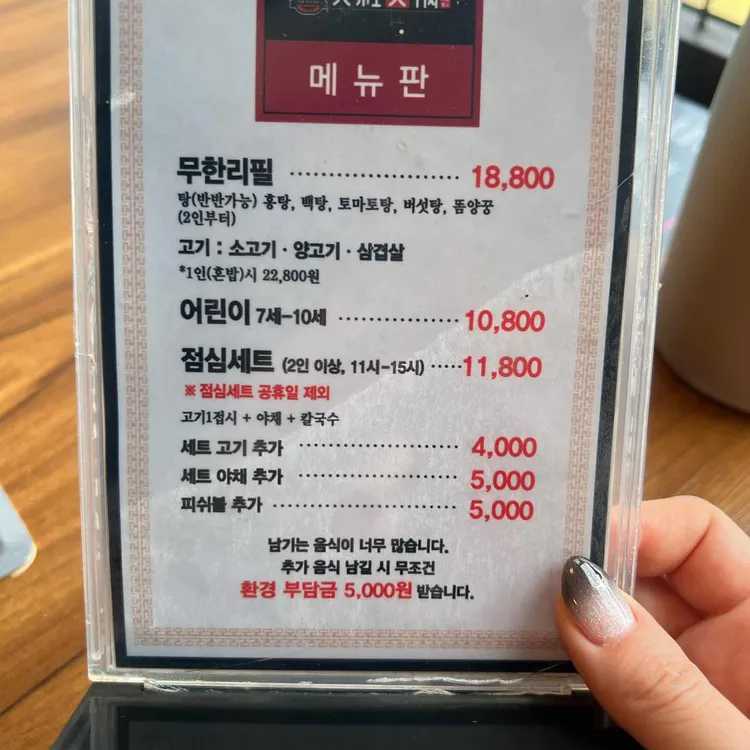 메뉴판
무한리필 ........................ 18,800
탕(반반가능) 홍탕, 백탕, 토마토탕, 버섯탕, 똠양꿍
(2인부터)
고기 : 소고기 · 양고기 · 삼겹살
*1인(혼밥)시 22,800원
어린이 7세-10세 .................. 10,800
점심세트 (2인 이상, 11시-15시) ..... 11,800
※ 점심세트 공휴일 제외
고기1접시 + 야채 + 칼국수
세트 고기 추가 ........................ 4,000
세트 야채 추가 ........................ 5,000
피쉬볼 추가 ........................ 5,000
남기는 음식이 너무 많습니다.
추가 음식 남길 시 무조건
환경 부담금 5,000원 받습니다.